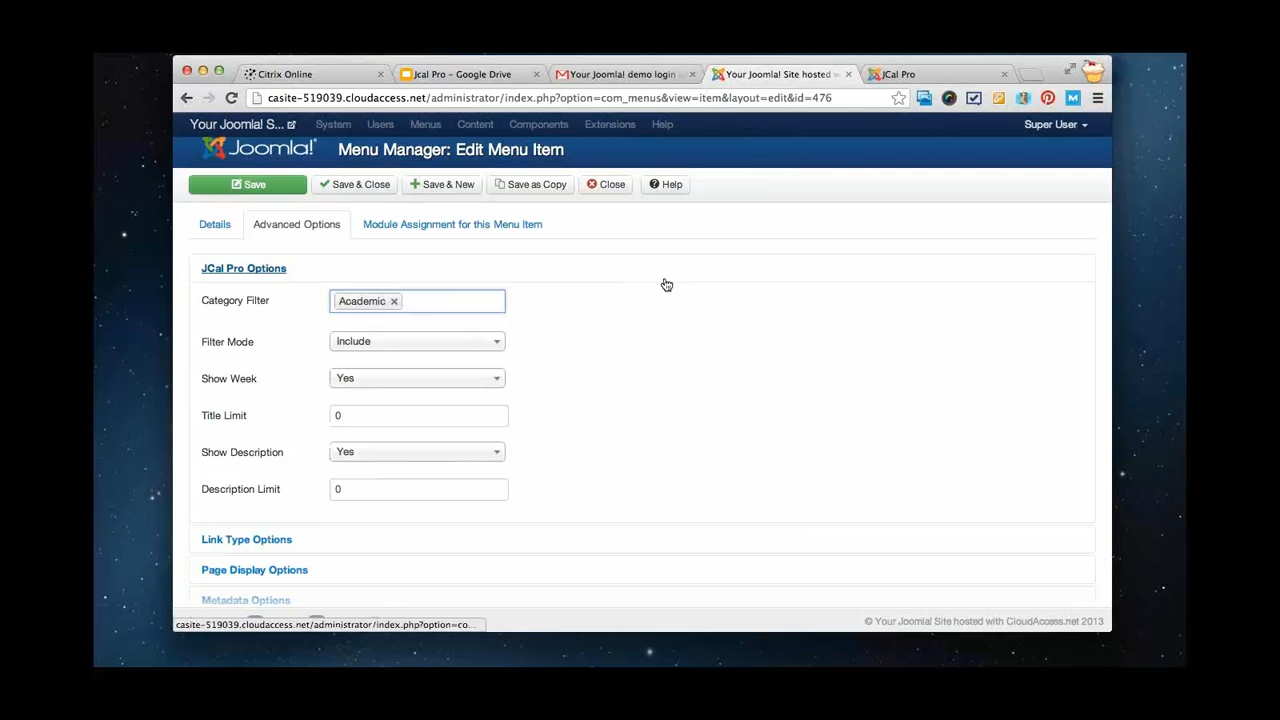 Citrix Online
Jcal Pro - Google Drive
Your Joomla! demo login
Your Joomla! Site hosted
JCal Pro
casite-519039.cloudaccess.net/administrator/index.php?option=com_menus&view=item&layout=edit&id=476
Your Joomla! S... System Users Menus Content Components Extensions Help Super User
Joomla! Menu Manager: Edit Menu Item
Save Save & Close Save & New Save as Copy Close Help
Details Advanced Options Module Assignment for this Menu Item
JCal Pro Options
Category Filter Academic
Filter Mode Include
Show Week Yes
Title Limit 0
Show Description Yes
Description Limit 0
Link Type Options
Page Display Options
Metadata Options
casite-519039.cloudaccess.net/administrator/index.php?option=co...
© Your Joomla! Site hosted with CloudAccess.net 2013